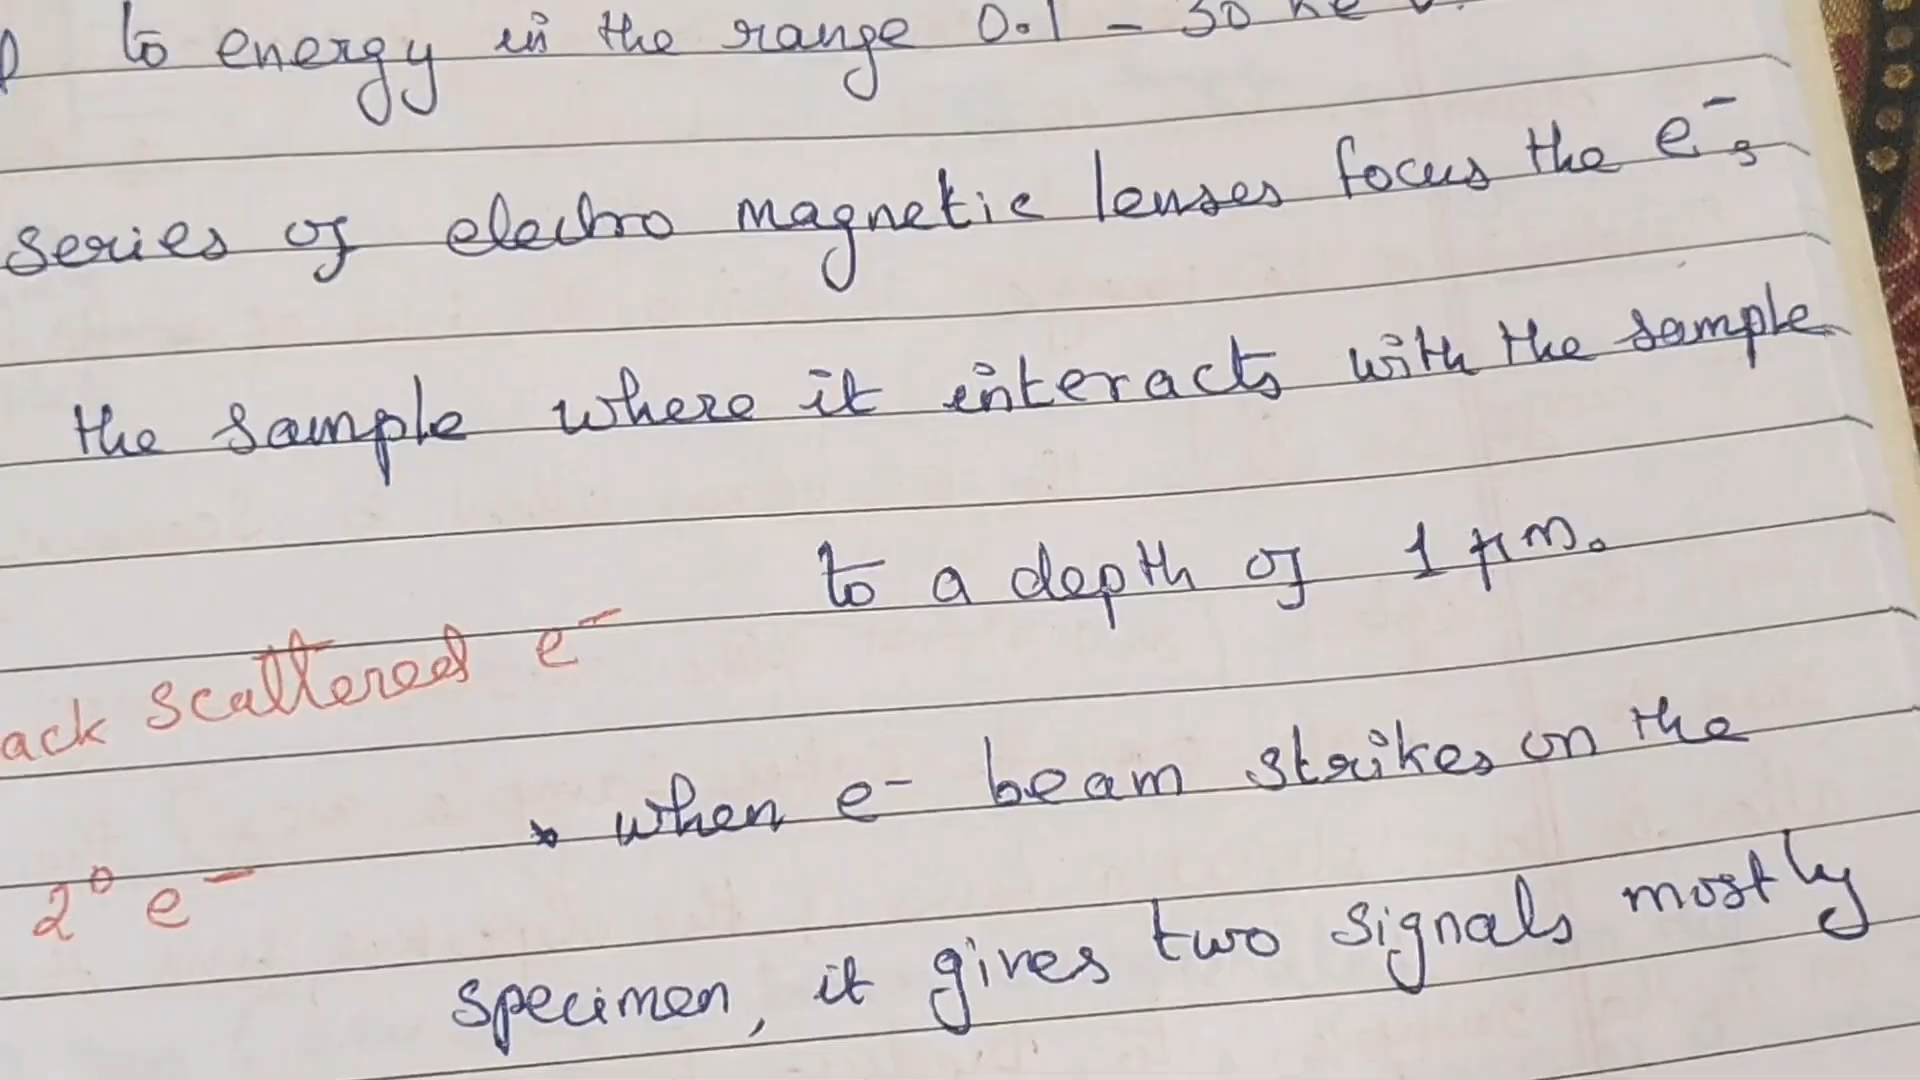 to energy in the range 0.1 - 30 ke
series of electro magnetic lenses focus the e⁻s
the sample where it interacts with the sample
to a depth of 1 μm.
ack scattered e⁻
when e⁻ beam strikes on the
2° e⁻
specimen, it gives two signals mostly